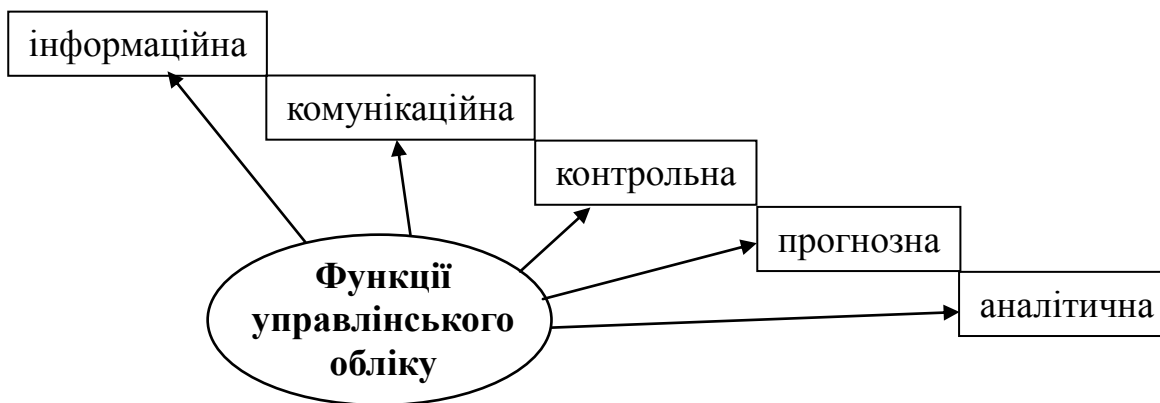 інформаційна
комунікаційна
контрольна
прогнозна
аналітична
Функції
управлінського
обліку